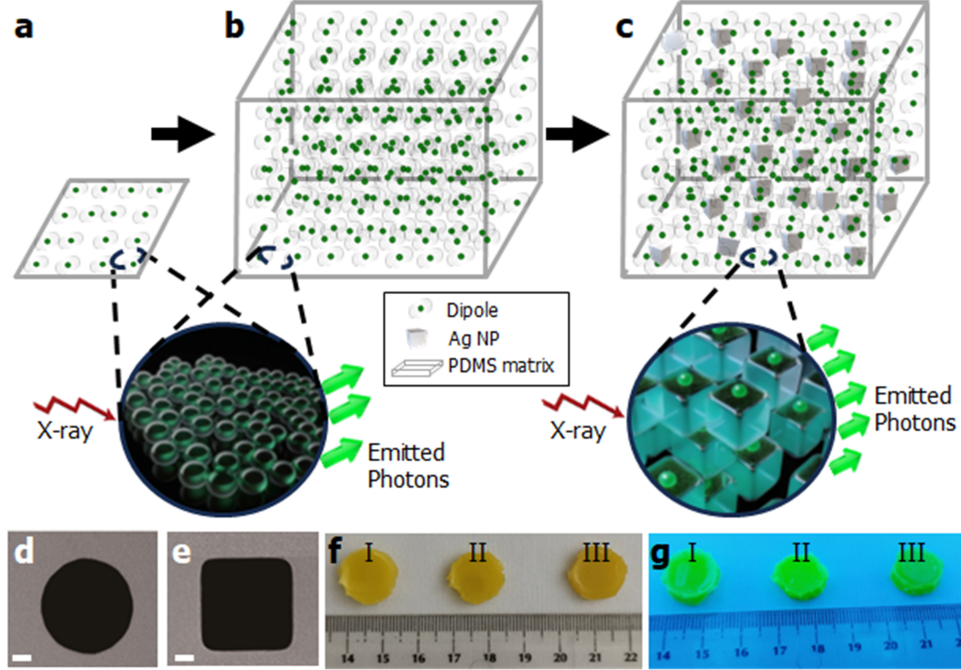 a
b
c
Dipole
Ag NP
PDMS matrix
X-ray
Emitted
Photons
X-ray
Emitted
Photons
d
e
f
I
II
III
14 15 16 17 18 19 20 21 22
g
I
II
III
14 15 16 17 18 19 20 21